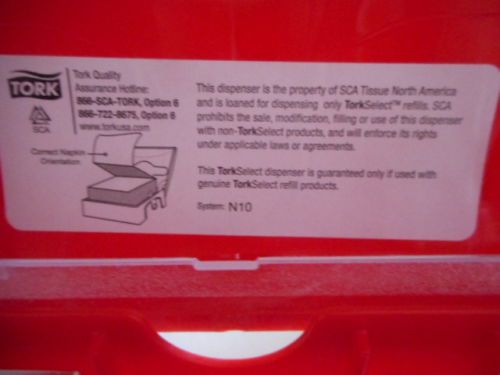 TORK
SCA
Tork Quality
Assurance Hotline:
866-SCA-TORK, Option 6
866-722-8675, Option 6
www.torkusa.com
Correct Napkin
Orientation
This dispenser is the property of SCA Tissue North America
and is loaned for dispensing only TorkSelect™ refills. SCA
prohibits the sale, modification, filling or use of this dispenser
with non-TorkSelect products, and will enforce its rights
under applicable laws or agreements.
This TorkSelect dispenser is guaranteed only if used with
genuine TorkSelect refill products.
System: N10